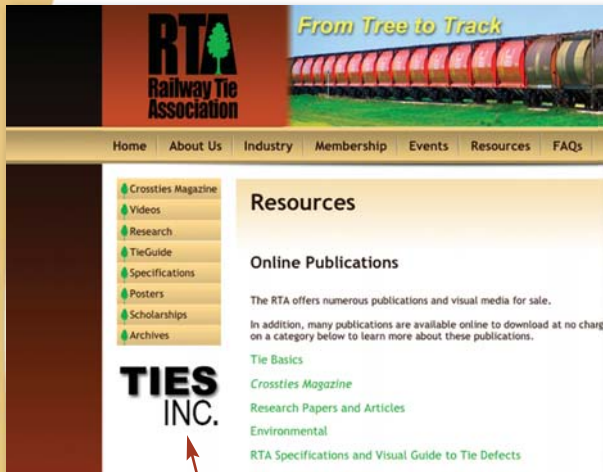 RTA
Railway Tie
Association
From Tree to Track
Home About Us Industry Membership Events Resources FAQs
Crossties Magazine
Videos
Research
TieGuide
Specifications
Posters
Scholarships
Archives
TIES
INC.
Resources
Online Publications
The RTA offers numerous publications and visual media for sale.
In addition, many publications are available online to download at no charg
on a category below to learn more about these publications.
Tie Basics
Crossties Magazine
Research Papers and Articles
Environmental
RTA Specifications and Visual Guide to Tie Defects